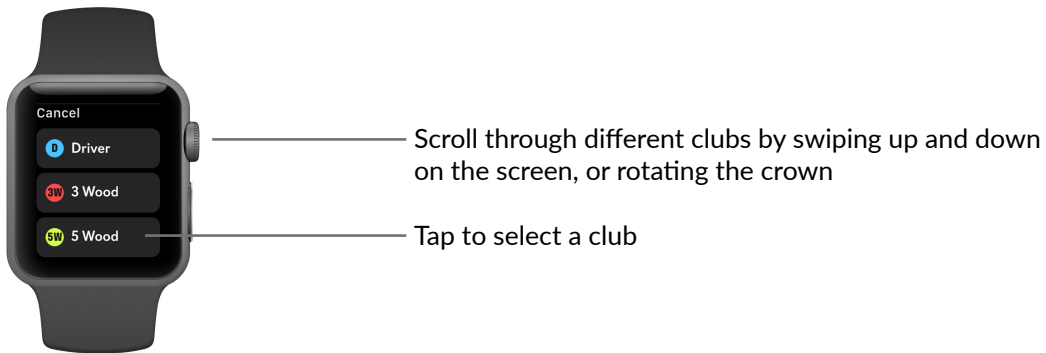 Cancel
D Driver
3W 3 Wood
5W 5 Wood
Scroll through different clubs by swiping up and down
on the screen, or rotating the crown
Tap to select a club